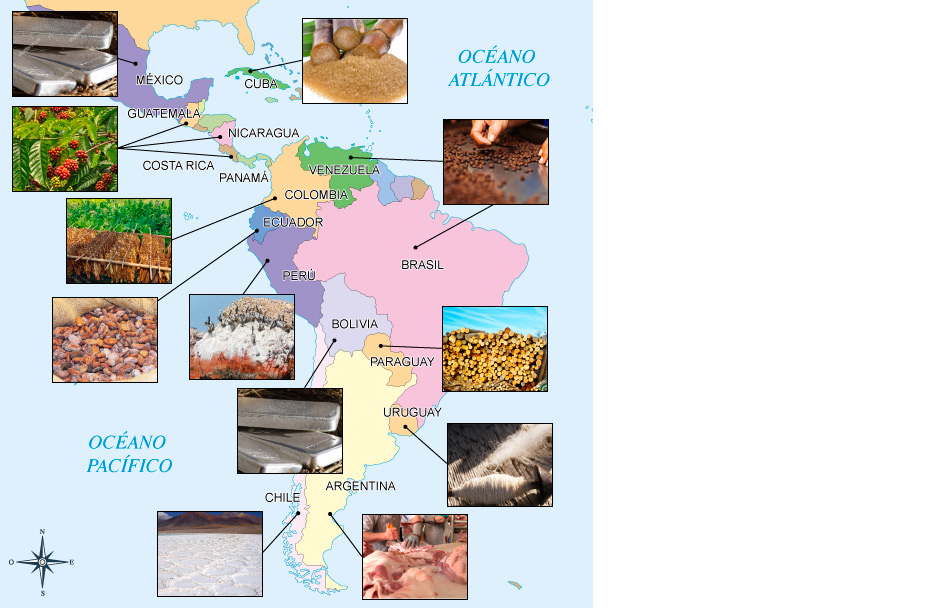 OCÉANO
ATLÁNTICO
MÉXICO
CUBA
GUATEMALA
NICARAGUA
COSTA RICA
PANAMÁ
VENEZUELA
COLOMBIA
ECUADOR
BRASIL
PERÚ
BOLIVIA
PARAGUAY
URUGUAY
OCÉANO
PACÍFICO
ARGENTINA
CHILE
N
O E
S